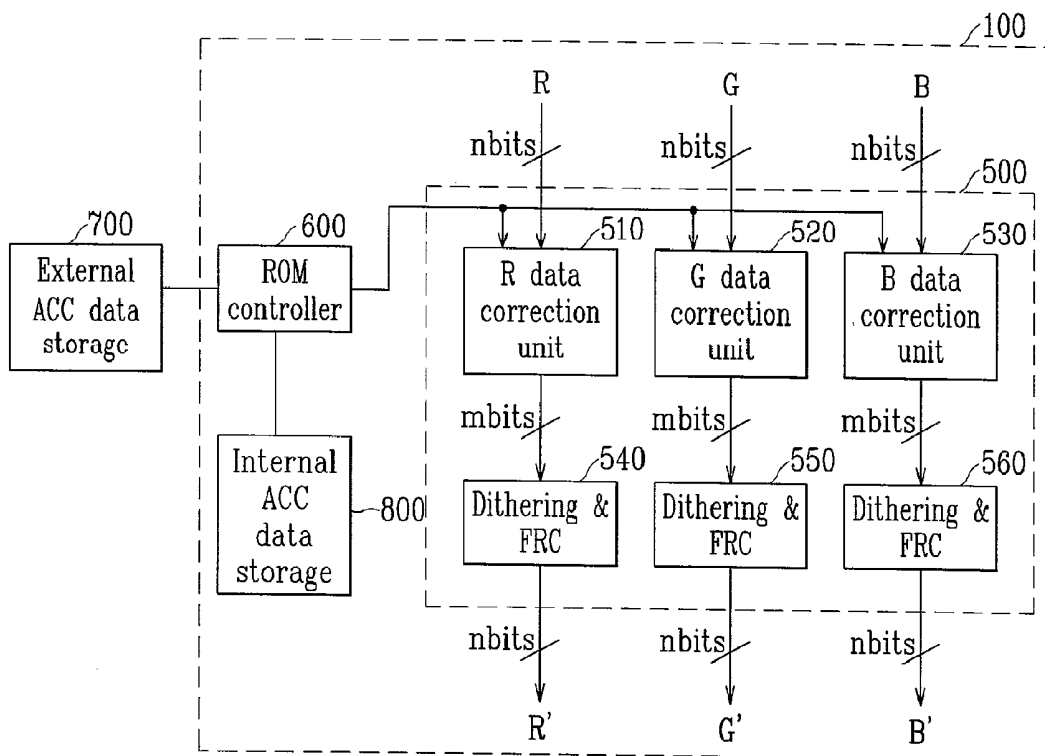 100
R G B
nbits nbits nbits
500
700 600 510 520 530
External
ACC data
storage
ROM
controller
R data
correction
unit
G data
correction
unit
B data
correction
unit
mbits mbits mbits
Internal
ACC
data
storage
800
540 550 560
Dithering &
FRC
Dithering &
FRC
Dithering &
FRC
nbits nbits nbits
R' G' B'